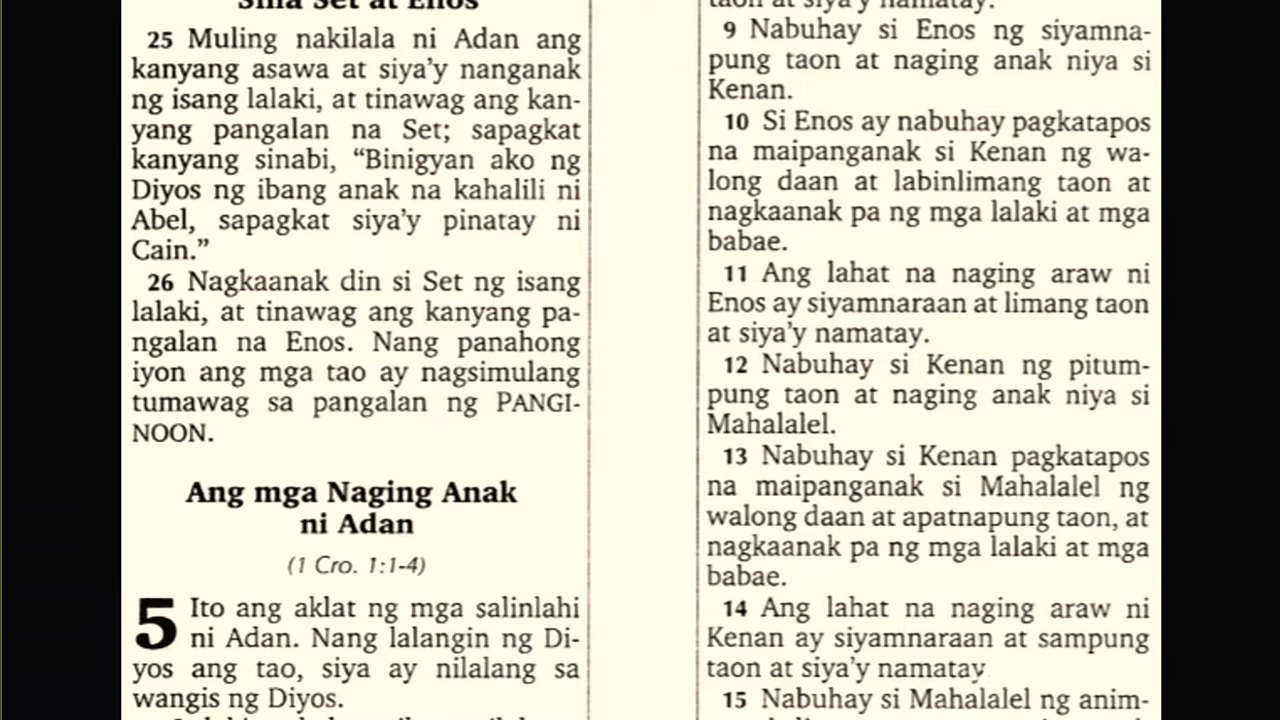 Sina Set at Enos
25 Muling nakilala ni Adan ang
kanyang asawa at siya'y nanganak
ng isang lalaki, at tinawag ang kan-
yang pangalan na Set; sapagkat
kanyang sinabi, “Binigyan ako ng
Diyos ng ibang anak na kahalili ni
Abel, sapagkat siya'y pinatay ni
Cain.”
26 Nagkaanak din si Set ng isang
lalaki, at tinawag ang kanyang pa-
ngalan na Enos. Nang panahong
iyon ang mga tao ay nagsimulang
tumawag sa pangalan ng PANGI-
NOON.
Ang mga Naging Anak
ni Adan
(1 Cro. 1:1-4)
5 Ito ang aklat ng mga salinlahi
ni Adan. Nang lalangin ng Di-
yos ang tao, siya ay nilalang sa
wangis ng Diyos.
taon at siya'y namatay.
9 Nabuhay si Enos ng siyamna-
pung taon at naging anak niya si
Kenan.
10 Si Enos ay nabuhay pagkatapos
na maipanganak si Kenan ng wa-
long daan at labinlimang taon at
nagkaanak pa ng mga lalaki at mga
babae.
11 Ang lahat na naging araw ni
Enos ay siyamnaraan at limang taon
at siya'y namatay.
12 Nabuhay si Kenan ng pitum-
pung taon at naging anak niya si
Mahalalel.
13 Nabuhay si Kenan pagkatapos
na maipanganak si Mahalalel ng
walong daan at apatnapung taon, at
nagkaanak pa ng mga lalaki at mga
babae.
14 Ang lahat na naging araw ni
Kenan ay siyamnaraan at sampung
taon at siya'y namatay
15 Nabuhay si Mahalalel ng anim-